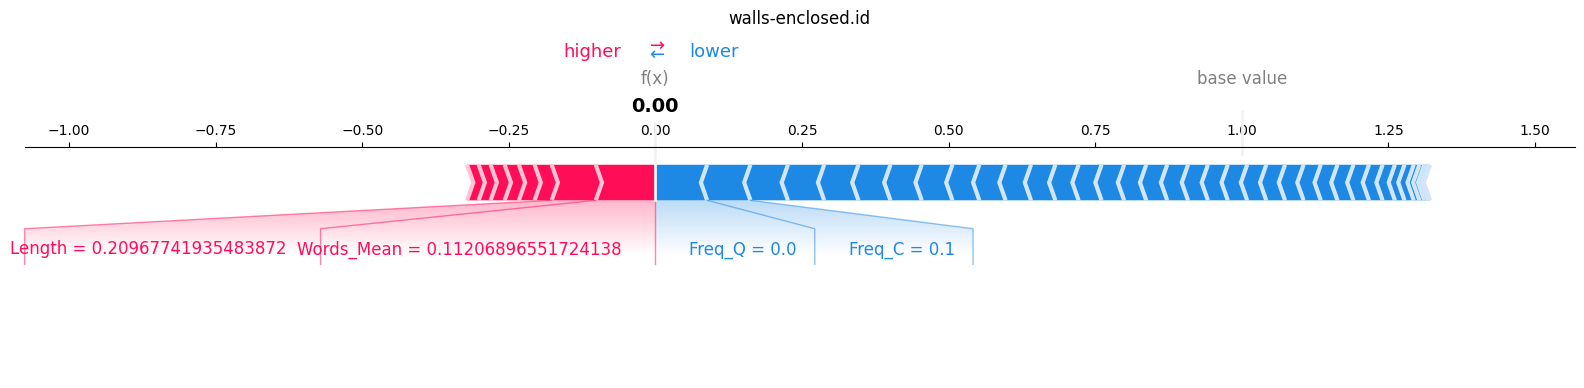 walls-enclosed.id
higher ⇄ lower
f(x) base value
0.00
−1.00 −0.75 −0.50 −0.25 0.00 0.25 0.50 0.75 1.00 1.25 1.50
Length = 0.20967741935483872 Words_Mean = 0.11206896551724138 Freq_Q = 0.0 Freq_C = 0.1